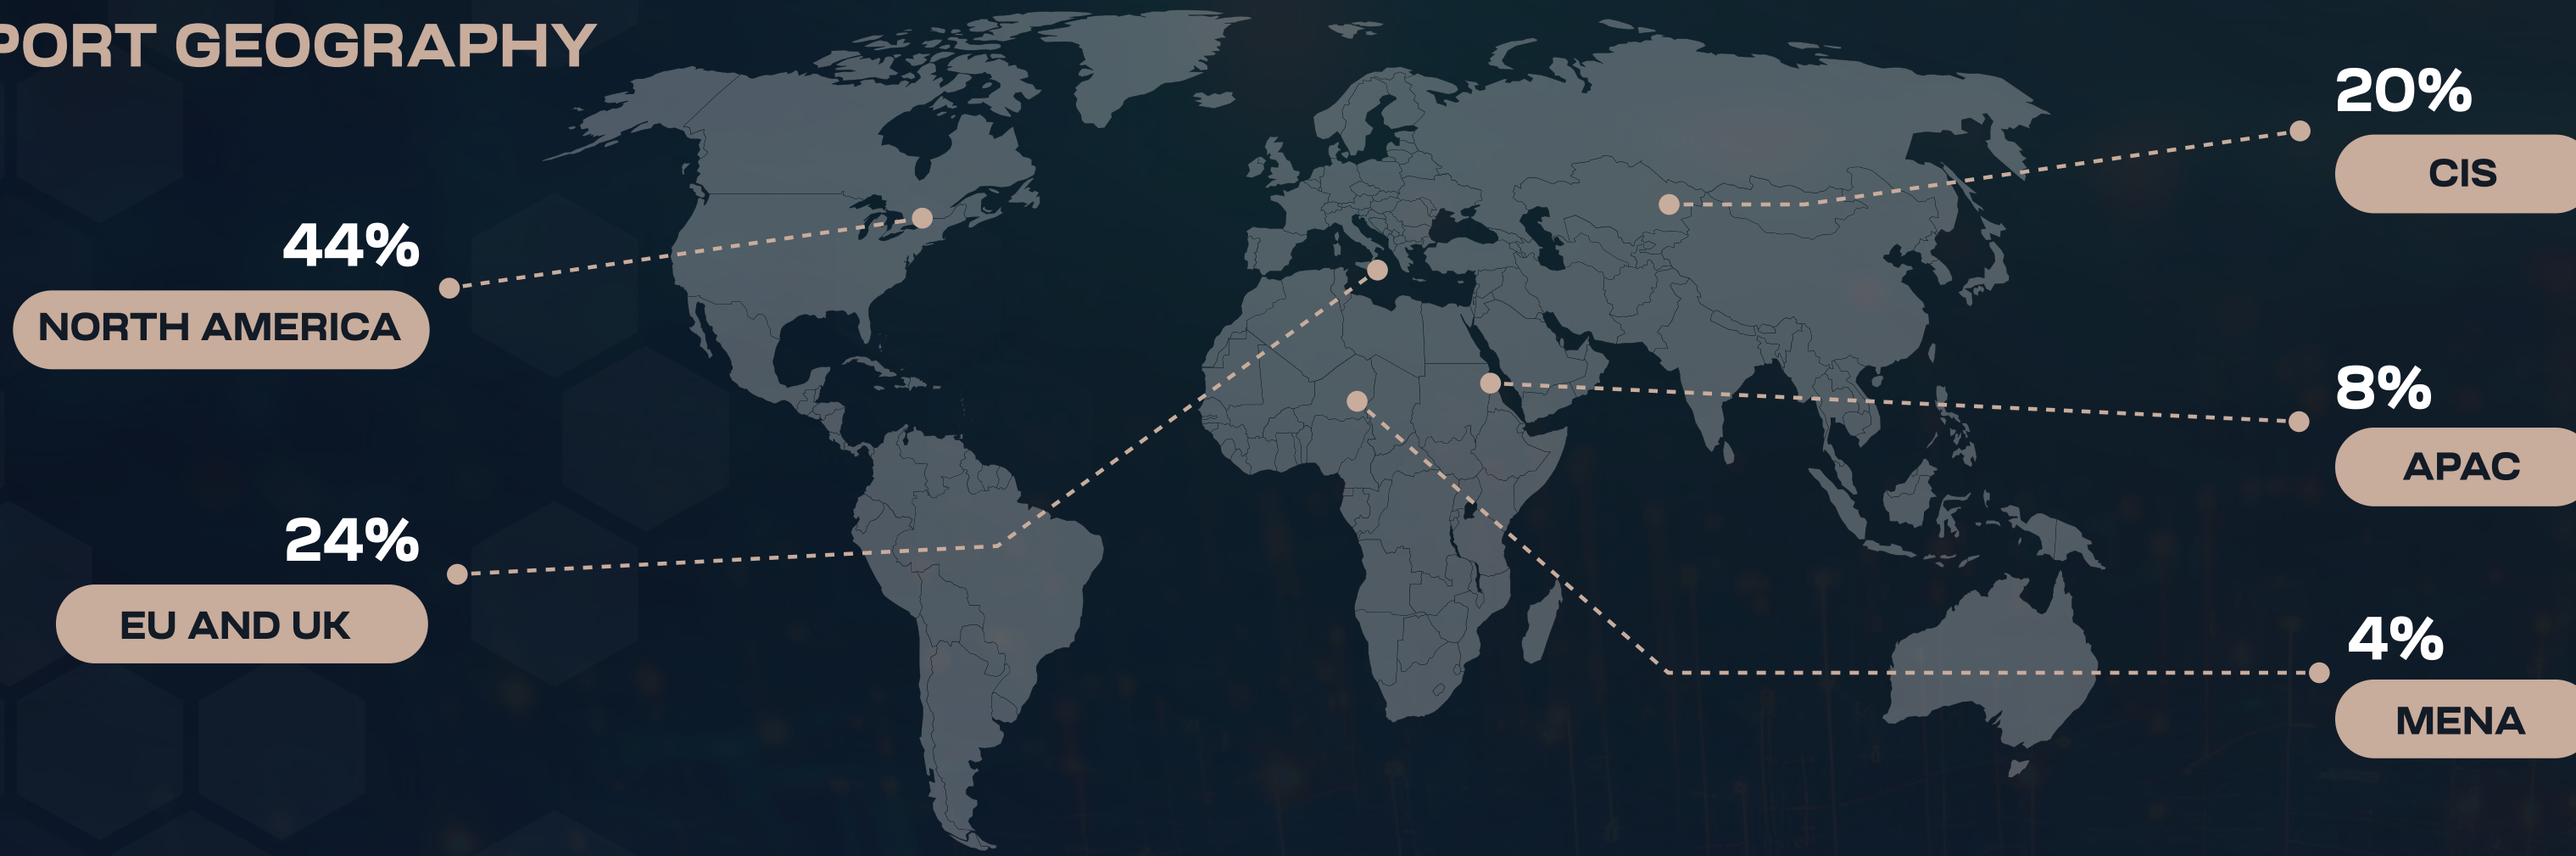 PORT GEOGRAPHY
44%
NORTH AMERICA
24%
EU AND UK
20%
CIS
8%
APAC
4%
MENA